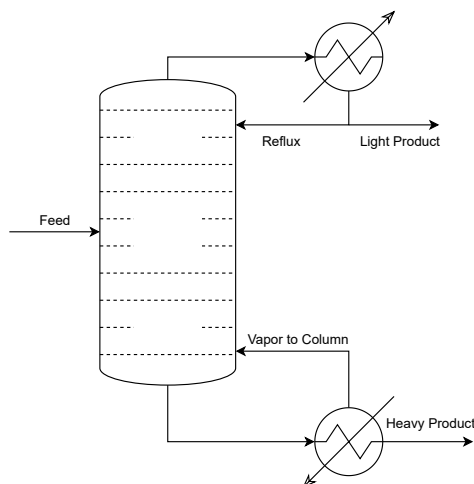 Reflux
Light Product
Feed
Vapor to Column
Heavy Product